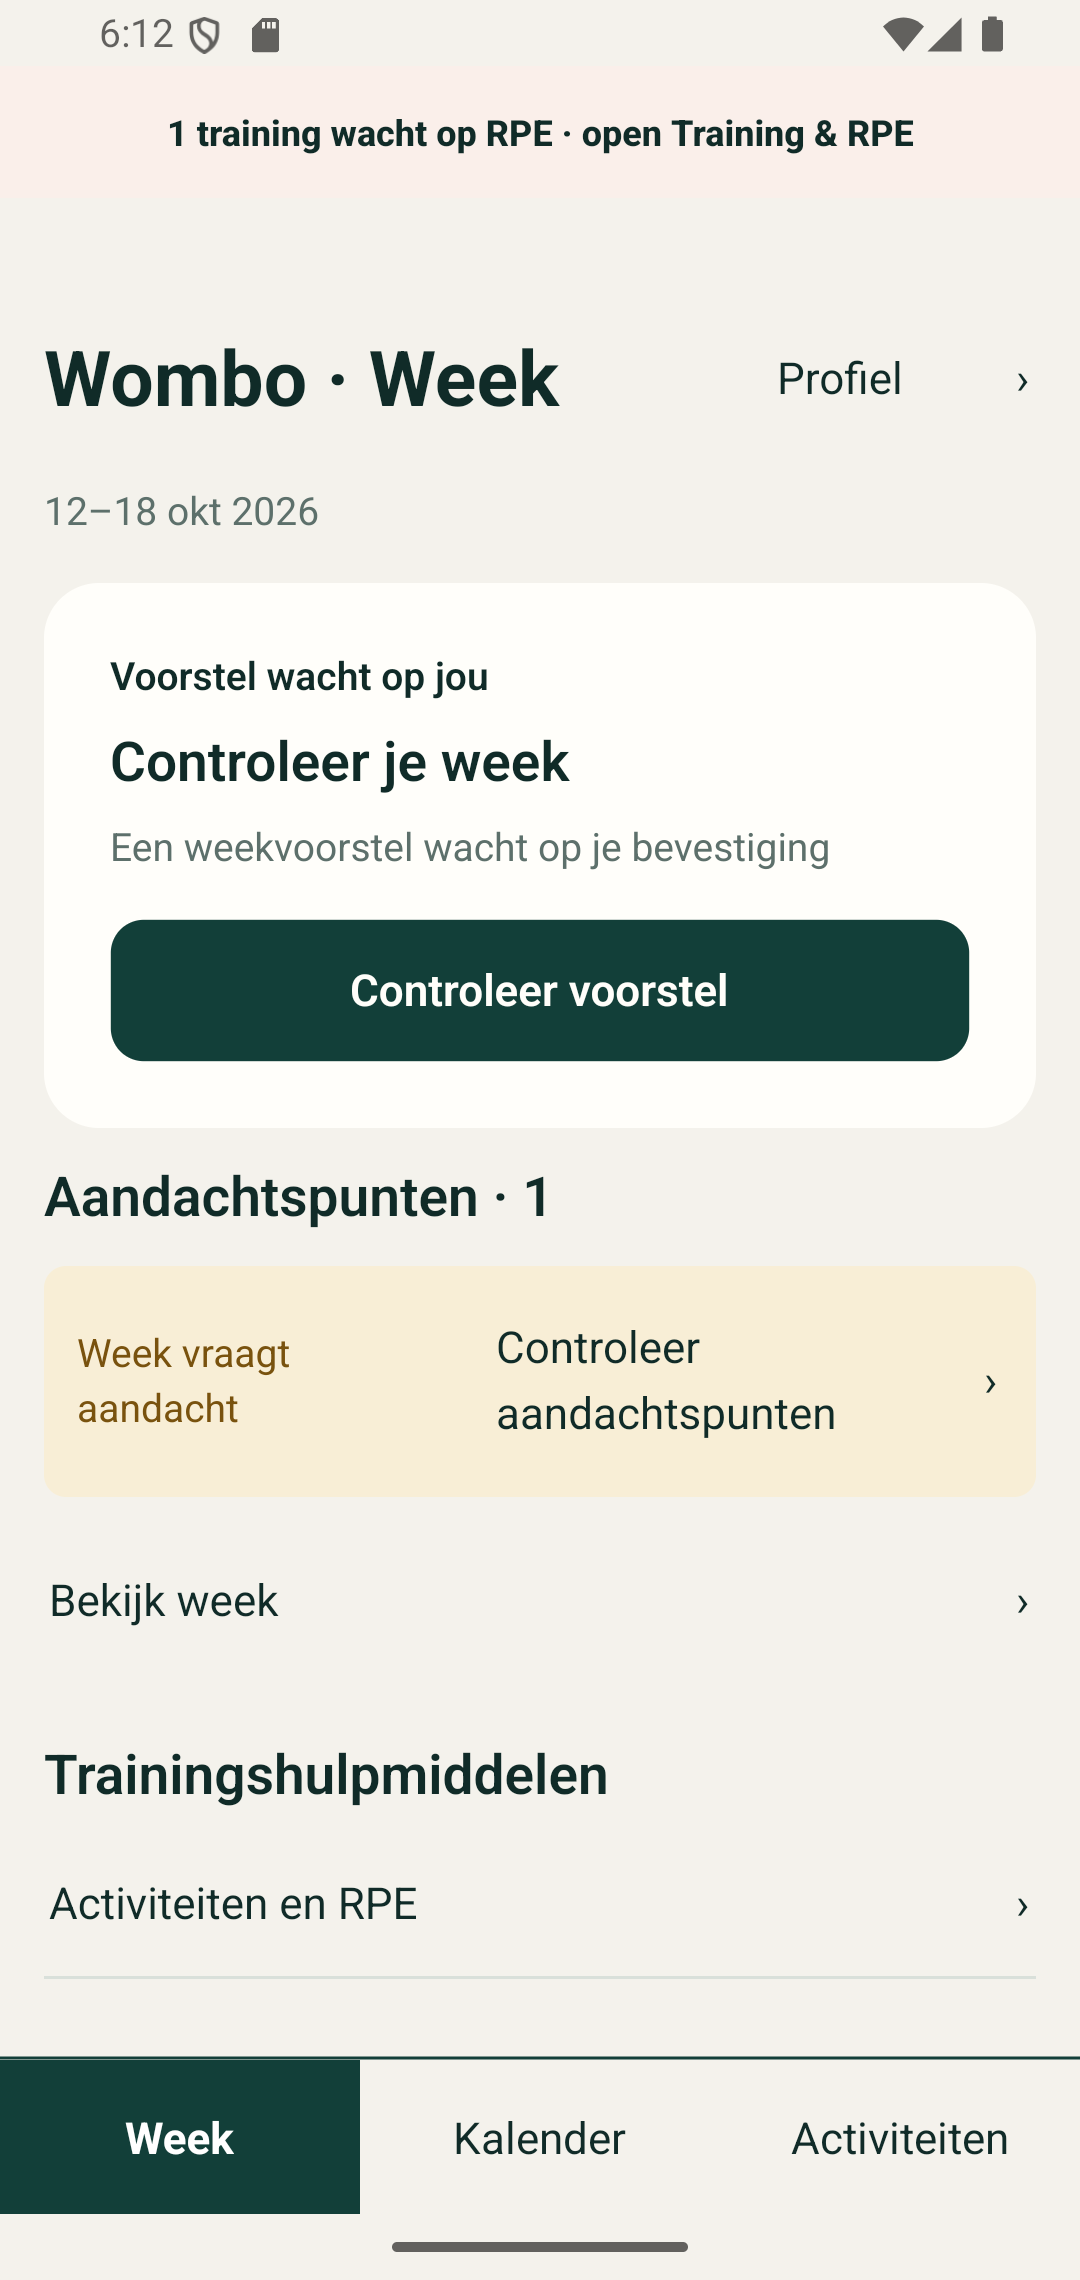 6:12
1 training wacht op RPE · open Training & RPE
Wombo · Week
Profiel ›
12–18 okt 2026
Voorstel wacht op jou
Controleer je week
Een weekvoorstel wacht op je bevestiging
Controleer voorstel
Aandachtspunten · 1
Week vraagt
aandacht
Controleer
aandachtspunten
›
Bekijk week ›
Trainingshulpmiddelen
Activiteiten en RPE ›
Week
Kalender
Activiteiten